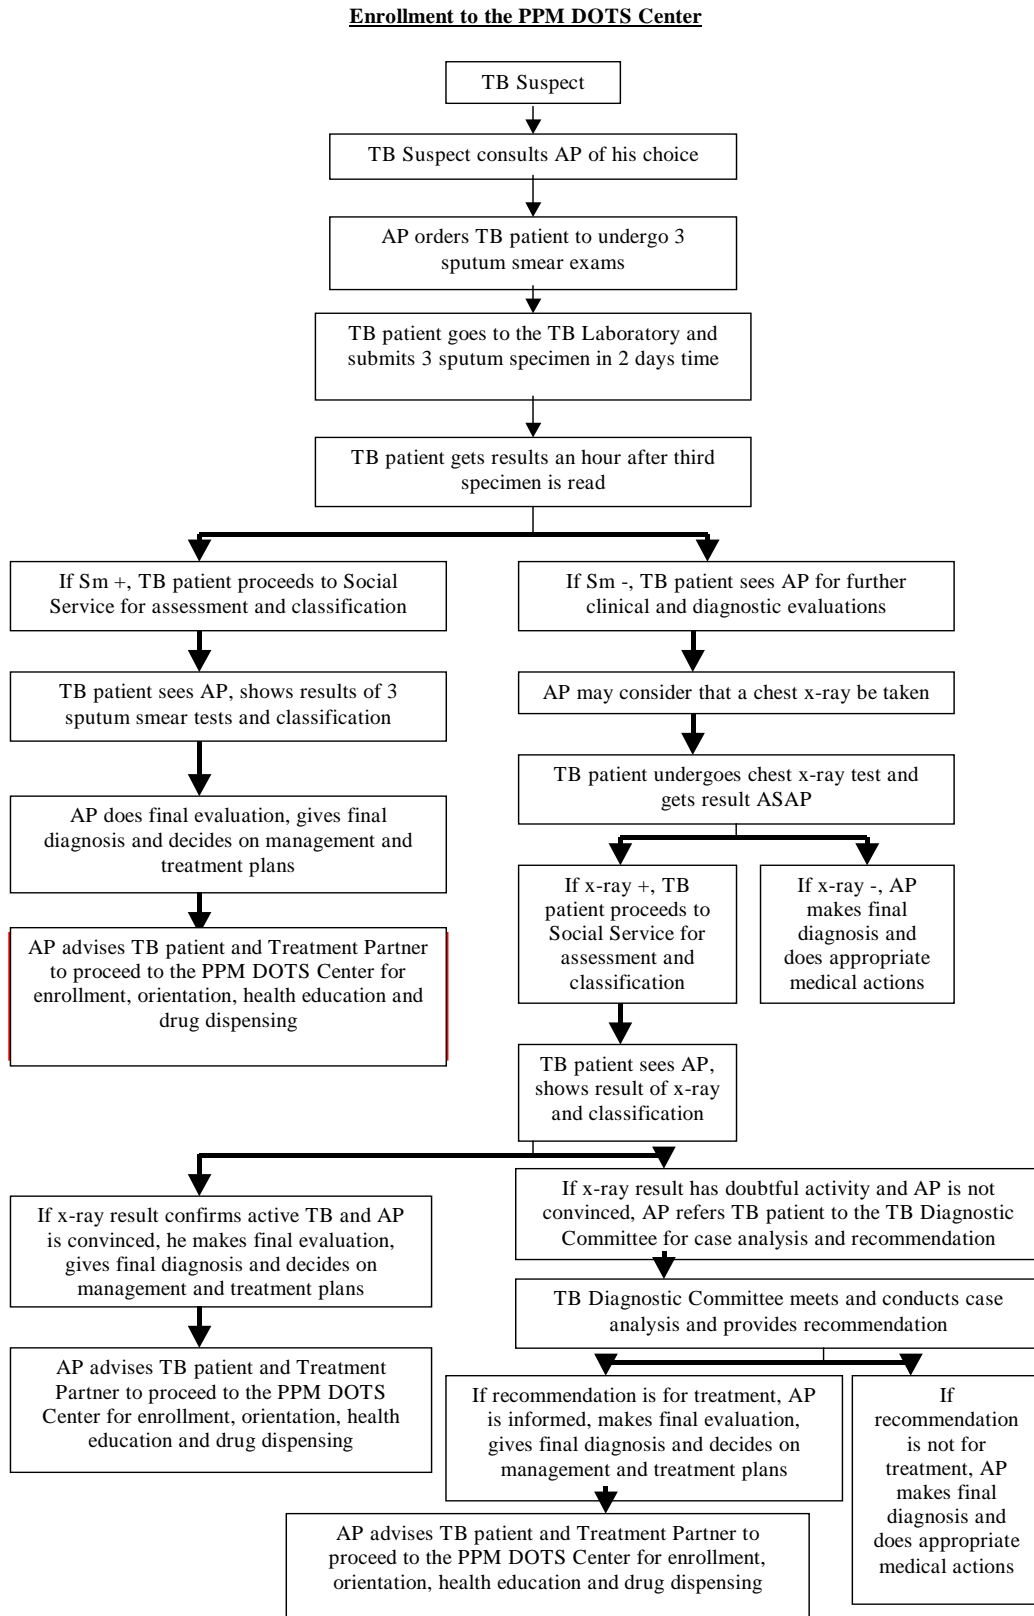 Enrollment to the PPM DOTS Center
TB Suspect
TB Suspect consults AP of his choice
AP orders TB patient to undergo 3
sputum smear exams
TB patient goes to the TB Laboratory and
submits 3 sputum specimen in 2 days time
TB patient gets results an hour after third
specimen is read
If Sm +, TB patient proceeds to Social
Service for assessment and classification
If Sm -, TB patient sees AP for further
clinical and diagnostic evaluations
TB patient sees AP, shows results of 3
sputum smear tests and classification
AP may consider that a chest x-ray be taken
TB patient undergoes chest x-ray test and
gets result ASAP
AP does final evaluation, gives final
diagnosis and decides on management and
treatment plans
If x-ray +, TB
patient proceeds to
Social Service for
assessment and
classification
If x-ray -, AP
makes final
diagnosis and
does appropriate
medical actions
AP advises TB patient and Treatment Partner
to proceed to the PPM DOTS Center for
enrollment, orientation, health education and
drug dispensing
TB patient sees AP,
shows result of x-ray
and classification
If x-ray result confirms active TB and AP
is convinced, he makes final evaluation,
gives final diagnosis and decides on
management and treatment plans
If x-ray result has doubtful activity and AP is not
convinced, AP refers TB patient to the TB Diagnostic
Committee for case analysis and recommendation
TB Diagnostic Committee meets and conducts case
analysis and provides recommendation
AP advises TB patient and Treatment
Partner to proceed to the PPM DOTS
Center for enrollment, orientation, health
education and drug dispensing
If recommendation is for treatment, AP
is informed, makes final evaluation,
gives final diagnosis and decides on
management and treatment plans
If
recommendation
is not for
treatment, AP
makes final
diagnosis and
does appropriate
medical actions
AP advises TB patient and Treatment Partner to
proceed to the PPM DOTS Center for enrollment,
orientation, health education and drug dispensing